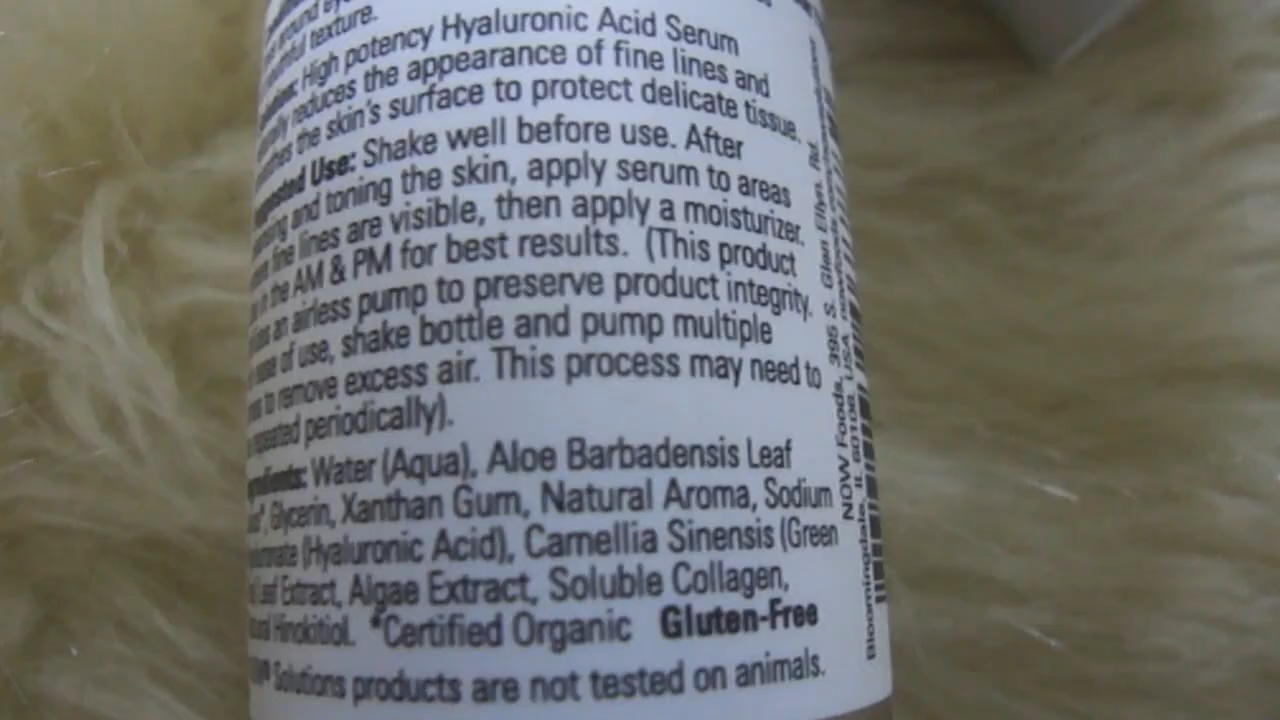 texture.
High potency Hyaluronic Acid Serum
reduces the appearance of fine lines and
the skin's surface to protect delicate tissue.
Use: Shake well before use. After
and toning the skin, apply serum to areas
fine lines are visible, then apply a moisturizer.
the AM & PM for best results. (This product
an airless pump to preserve product integrity.
of use, shake bottle and pump multiple
to remove excess air. This process may need to
periodically).
Water (Aqua), Aloe Barbadensis Leaf
Glycerin, Xanthan Gum, Natural Aroma, Sodium
(Hyaluronic Acid), Camellia Sinensis (Green
Leaf Extract, Algae Extract, Soluble Collagen,
Hinokitiol. *Certified Organic Gluten-Free
Solutions products are not tested on animals.
NOW Foods, 395 S. Glen Ellyn. Rd.
Bloomingdale, IL 60108, USA